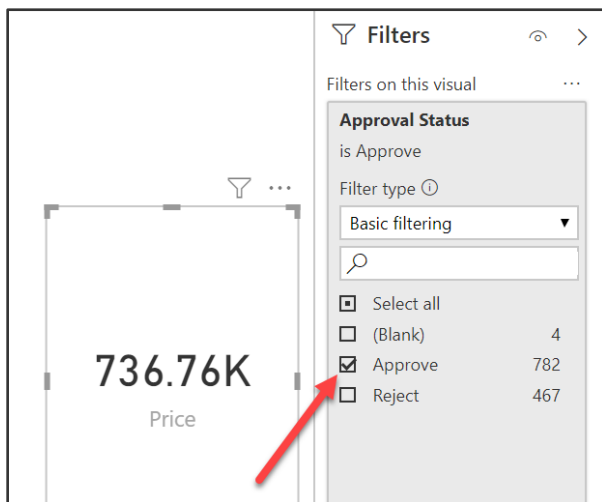 Filters
Filters on this visual
Approval Status
is Approve
Filter type
Basic filtering
Select all
(Blank) 4
Approve 782
Reject 467
736.76K
Price